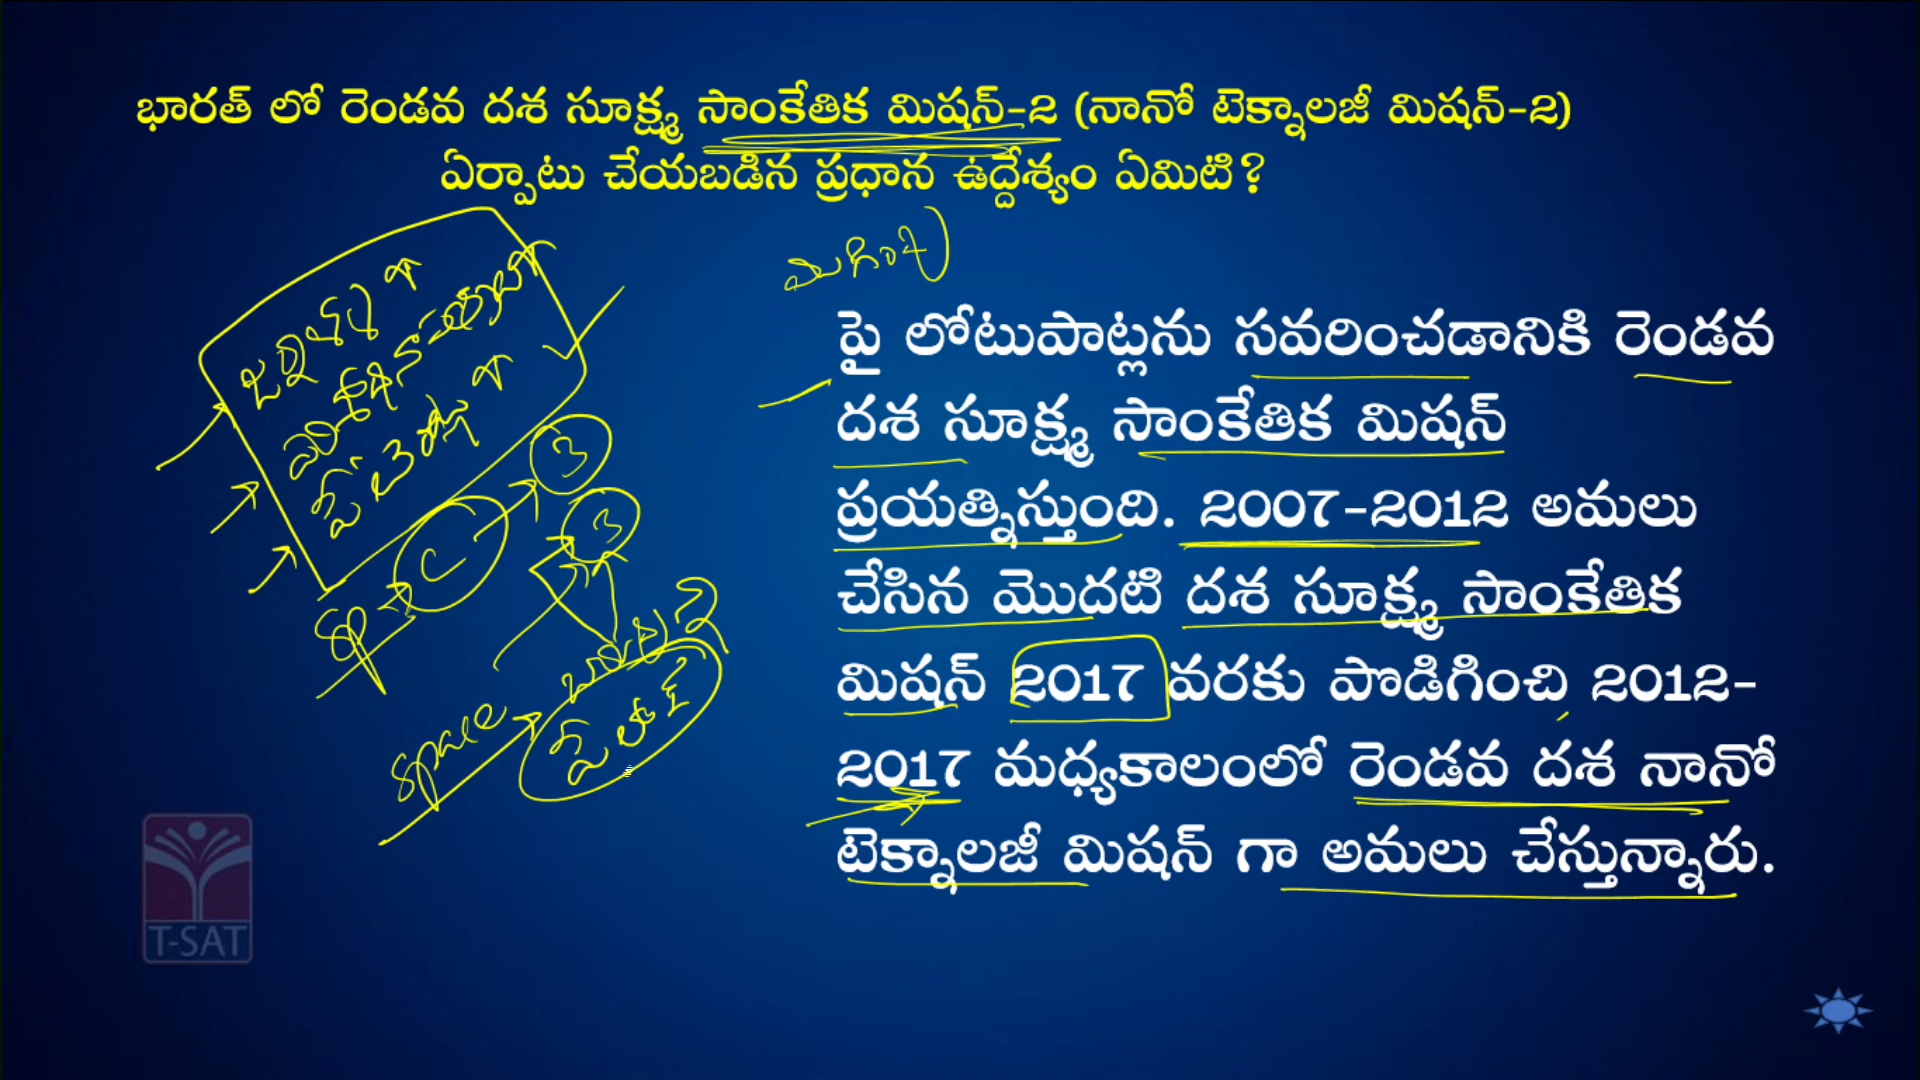 భారత్ లో రెండవ దశ సూక్ష్మ సాంకేతిక మిషన్-2 (నానో టెక్నాలజీ మిషన్-2)
ఏర్పాటు చేయబడిన ప్రధాన ఉద్దేశ్యం ఏమిటి?
పై లోటుపాట్లను సవరించడానికి రెండవ
దశ సూక్ష్మ సాంకేతిక మిషన్
ప్రయత్నిస్తుంది. 2007-2012 అమలు
చేసిన మొదటి దశ సూక్ష్మ సాంకేతిక
మిషన్ 2017 వరకు పొడిగించి 2012-
2017 మధ్యకాలంలో రెండవ దశ నానో
టెక్నాలజీ మిషన్ గా అమలు చేస్తున్నారు.
3
3
C
T-SAT